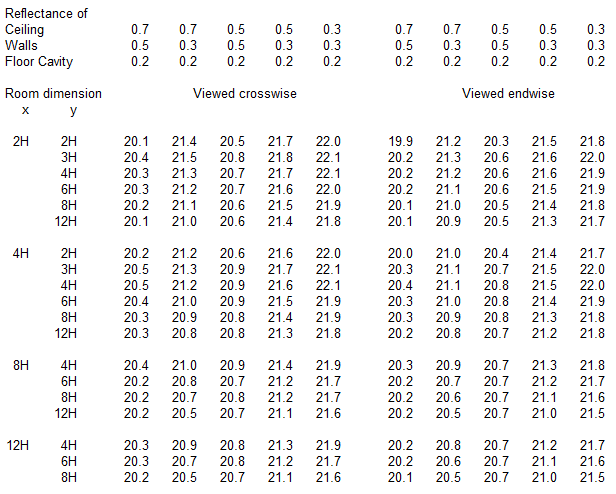 Reflectance of
Ceiling 0.7 0.7 0.5 0.5 0.3 0.7 0.7 0.5 0.5 0.3
Walls 0.5 0.3 0.5 0.3 0.3 0.5 0.3 0.5 0.3 0.3
Floor Cavity 0.2 0.2 0.2 0.2 0.2 0.2 0.2 0.2 0.2 0.2
Room dimension Viewed crosswise Viewed endwise
x y
2H 2H 20.1 21.4 20.5 21.7 22.0 19.9 21.2 20.3 21.5 21.8
3H 20.4 21.5 20.8 21.8 22.1 20.2 21.3 20.6 21.6 22.0
4H 20.3 21.3 20.7 21.7 22.1 20.2 21.2 20.6 21.6 21.9
6H 20.3 21.2 20.7 21.6 22.0 20.2 21.1 20.6 21.5 21.9
8H 20.2 21.1 20.6 21.5 21.9 20.1 21.0 20.5 21.4 21.8
12H 20.1 21.0 20.6 21.4 21.8 20.1 20.9 20.5 21.3 21.7
4H 2H 20.2 21.2 20.6 21.6 22.0 20.0 21.0 20.4 21.4 21.7
3H 20.5 21.3 20.9 21.7 22.1 20.3 21.1 20.7 21.5 22.0
4H 20.5 21.2 20.9 21.6 22.1 20.4 21.1 20.8 21.5 22.0
6H 20.4 21.0 20.9 21.5 21.9 20.3 21.0 20.8 21.4 21.9
8H 20.3 20.9 20.8 21.4 21.9 20.3 20.9 20.8 21.3 21.8
12H 20.3 20.8 20.8 21.3 21.8 20.2 20.8 20.7 21.2 21.8
8H 4H 20.4 21.0 20.9 21.4 21.9 20.3 20.9 20.7 21.3 21.8
6H 20.2 20.8 20.7 21.2 21.7 20.2 20.7 20.7 21.2 21.7
8H 20.2 20.7 20.8 21.2 21.7 20.2 20.6 20.7 21.1 21.6
12H 20.2 20.5 20.7 21.1 21.6 20.2 20.5 20.7 21.0 21.5
12H 4H 20.3 20.9 20.8 21.3 21.9 20.2 20.8 20.7 21.2 21.7
6H 20.3 20.7 20.8 21.2 21.7 20.2 20.6 20.7 21.1 21.6
8H 20.2 20.5 20.7 21.1 21.6 20.1 20.5 20.7 21.0 21.5